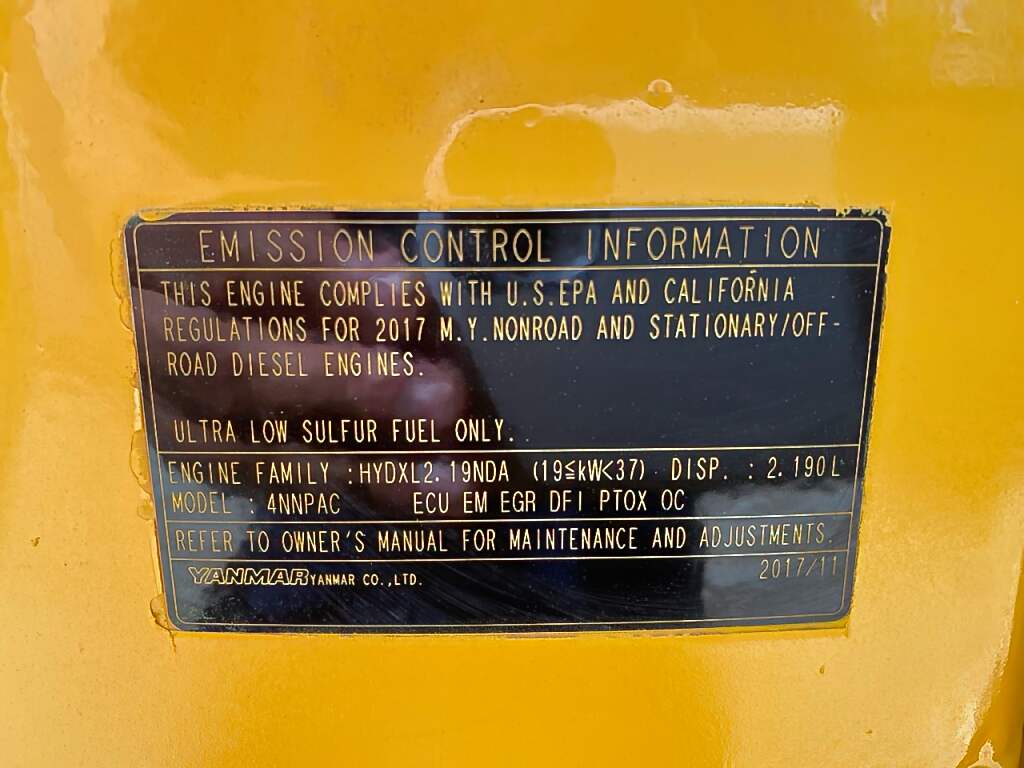 EMISSION CONTROL INFORMATION
THIS ENGINE COMPLIES WITH U.S.EPA AND CALIFORNIA
REGULATIONS FOR 2017 M.Y.NONROAD AND STATIONARY/OFF-
ROAD DIESEL ENGINES.
ULTRA LOW SULFUR FUEL ONLY.
ENGINE FAMILY :HYDXL2.19NDA (19≦kW<37) DISP. : 2.190L
MODEL : 4NNPAC ECU EM EGR DFI PTOX OC
REFER TO OWNER'S MANUAL FOR MAINTENANCE AND ADJUSTMENTS.
YANMAR YANMAR CO.,LTD. 2017/11